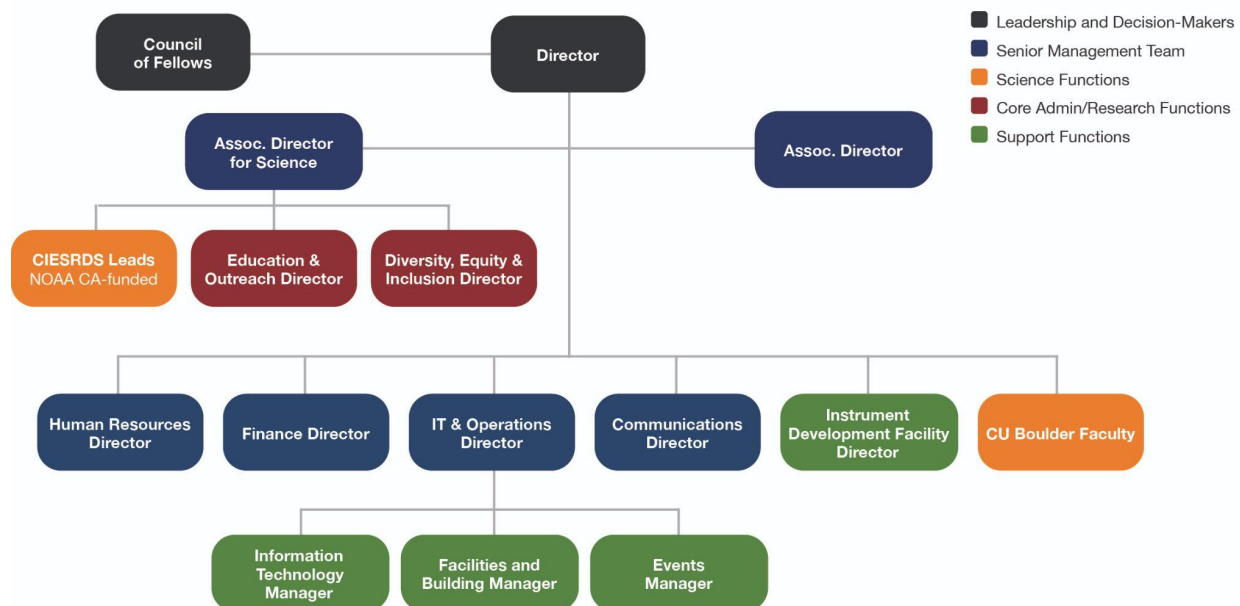 Council
of Fellows
Director
Leadership and Decision-Makers
Senior Management Team
Science Functions
Core Admin/Research Functions
Support Functions
Assoc. Director
for Science
Assoc. Director
CIESRDS Leads
NOAA CA-funded
Education &
Outreach Director
Diversity, Equity &
Inclusion Director
Human Resources
Director
Finance Director
IT & Operations
Director
Communications
Director
Instrument
Development Facility
Director
CU Boulder Faculty
Information
Technology
Manager
Facilities and
Building Manager
Events
Manager